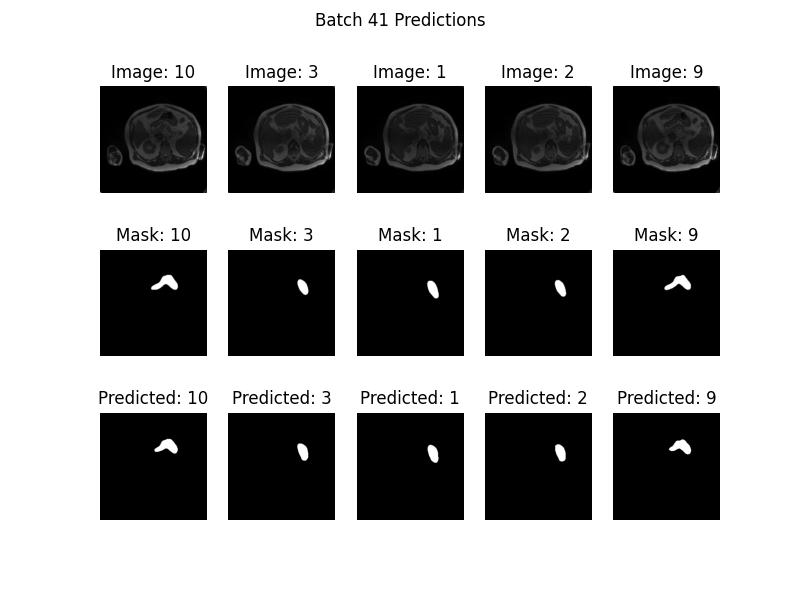 Batch 41 Predictions
Image: 10 Image: 3 Image: 1 Image: 2 Image: 9
Mask: 10 Mask: 3 Mask: 1 Mask: 2 Mask: 9
Predicted: 10 Predicted: 3 Predicted: 1 Predicted: 2 Predicted: 9